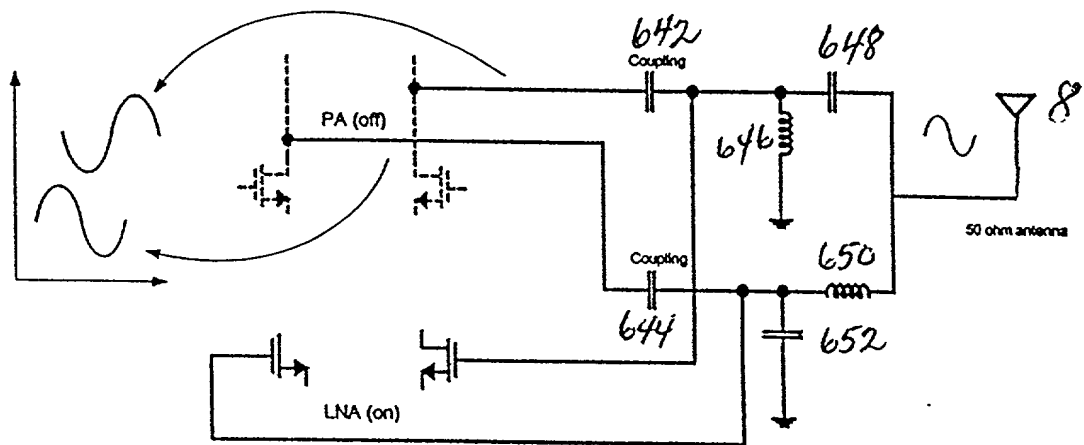 642
Coupling
648
8
PA (off)
646
50 ohm antenna
Coupling
650
644
652
LNA (on)